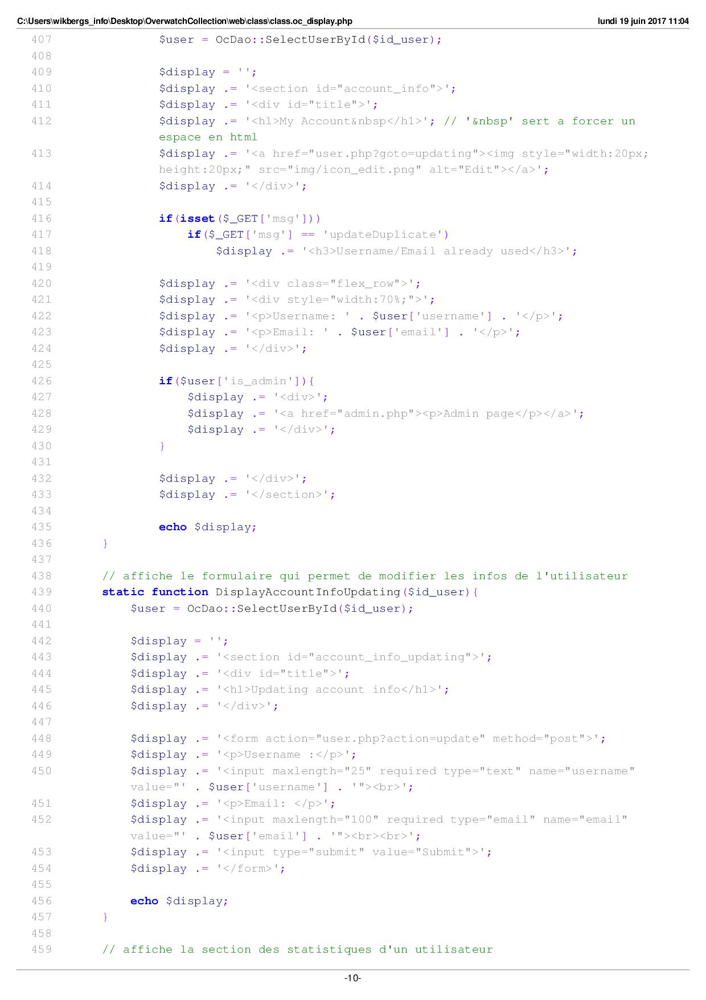 C:\Users\wikbergs_info\Desktop\OverwatchCollection\web\class\class.oc_display.php lundi 19 juin 2017 11:04
407 $user = OcDao::SelectUserById($id_user);
408
409 $display = '';
410 $display .= '<section id="account_info">';
411 $display .= '<div id="title">';
412 $display .= '<h1>My Account&nbsp</h1>'; // '&nbsp' sert a forcer un
espace en html
413 $display .= '<a href="user.php?goto=updating"><img style="width:20px;
height:20px;" src="img/icon_edit.png" alt="Edit"></a>';
414 $display .= '</div>';
415
416 if(isset($_GET['msg']))
417 if($_GET['msg'] == 'updateDuplicate')
418 $display .= '<h3>Username/Email already used</h3>';
419
420 $display .= '<div class="flex_row">';
421 $display .= '<div style="width:70%;">';
422 $display .= '<p>Username: ' . $user['username'] . '</p>';
423 $display .= '<p>Email: ' . $user['email'] . '</p>';
424 $display .= '</div>';
425
426 if($user['is_admin']){
427 $display .= '<div>';
428 $display .= '<a href="admin.php"><p>Admin page</p></a>';
429 $display .= '</div>';
430 }
431
432 $display .= '</div>';
433 $display .= '</section>';
434
435 echo $display;
436 }
437
438 // affiche le formulaire qui permet de modifier les infos de l'utilisateur
439 static function DisplayAccountInfoUpdating($id_user){
440 $user = OcDao::SelectUserById($id_user);
441
442 $display = '';
443 $display .= '<section id="account_info_updating">';
444 $display .= '<div id="title">';
445 $display .= '<h1>Updating account info</h1>';
446 $display .= '</div>';
447
448 $display .= '<form action="user.php?action=update" method="post">';
449 $display .= '<p>Username :</p>';
450 $display .= '<input maxlength="25" required type="text" name="username"
value="' . $user['username'] . '"><br>';
451 $display .= '<p>Email: </p>';
452 $display .= '<input maxlength="100" required type="email" name="email"
value="' . $user['email'] . '"><br><br>';
453 $display .= '<input type="submit" value="Submit">';
454 $display .= '</form>';
455
456 echo $display;
457 }
458
459 // affiche la section des statistiques d'un utilisateur
-10-